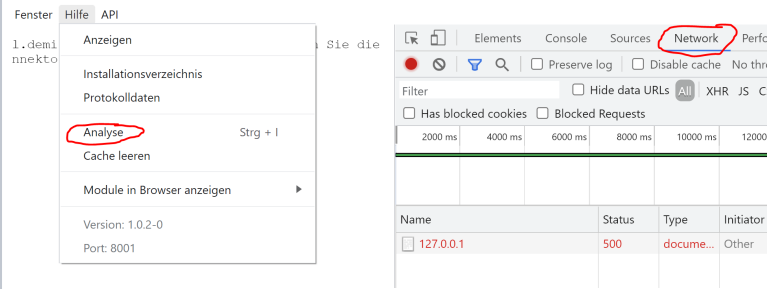 Fenster Hilfe API
Anzeigen
l.demi
n Sie die
nnekto
Installationsverzeichnis
Protokolldaten
Analyse Strg + I
Cache leeren
Module in Browser anzeigen
Version: 1.0.2-0
Port: 8001
Elements Console Sources Network Perfo
Preserve log Disable cache No thro
Filter Hide data URLs All XHR JS C
Has blocked cookies Blocked Requests
2000 ms 4000 ms 6000 ms 8000 ms 10000 ms 12000
Name Status Type Initiator
127.0.0.1 500 docume... Other